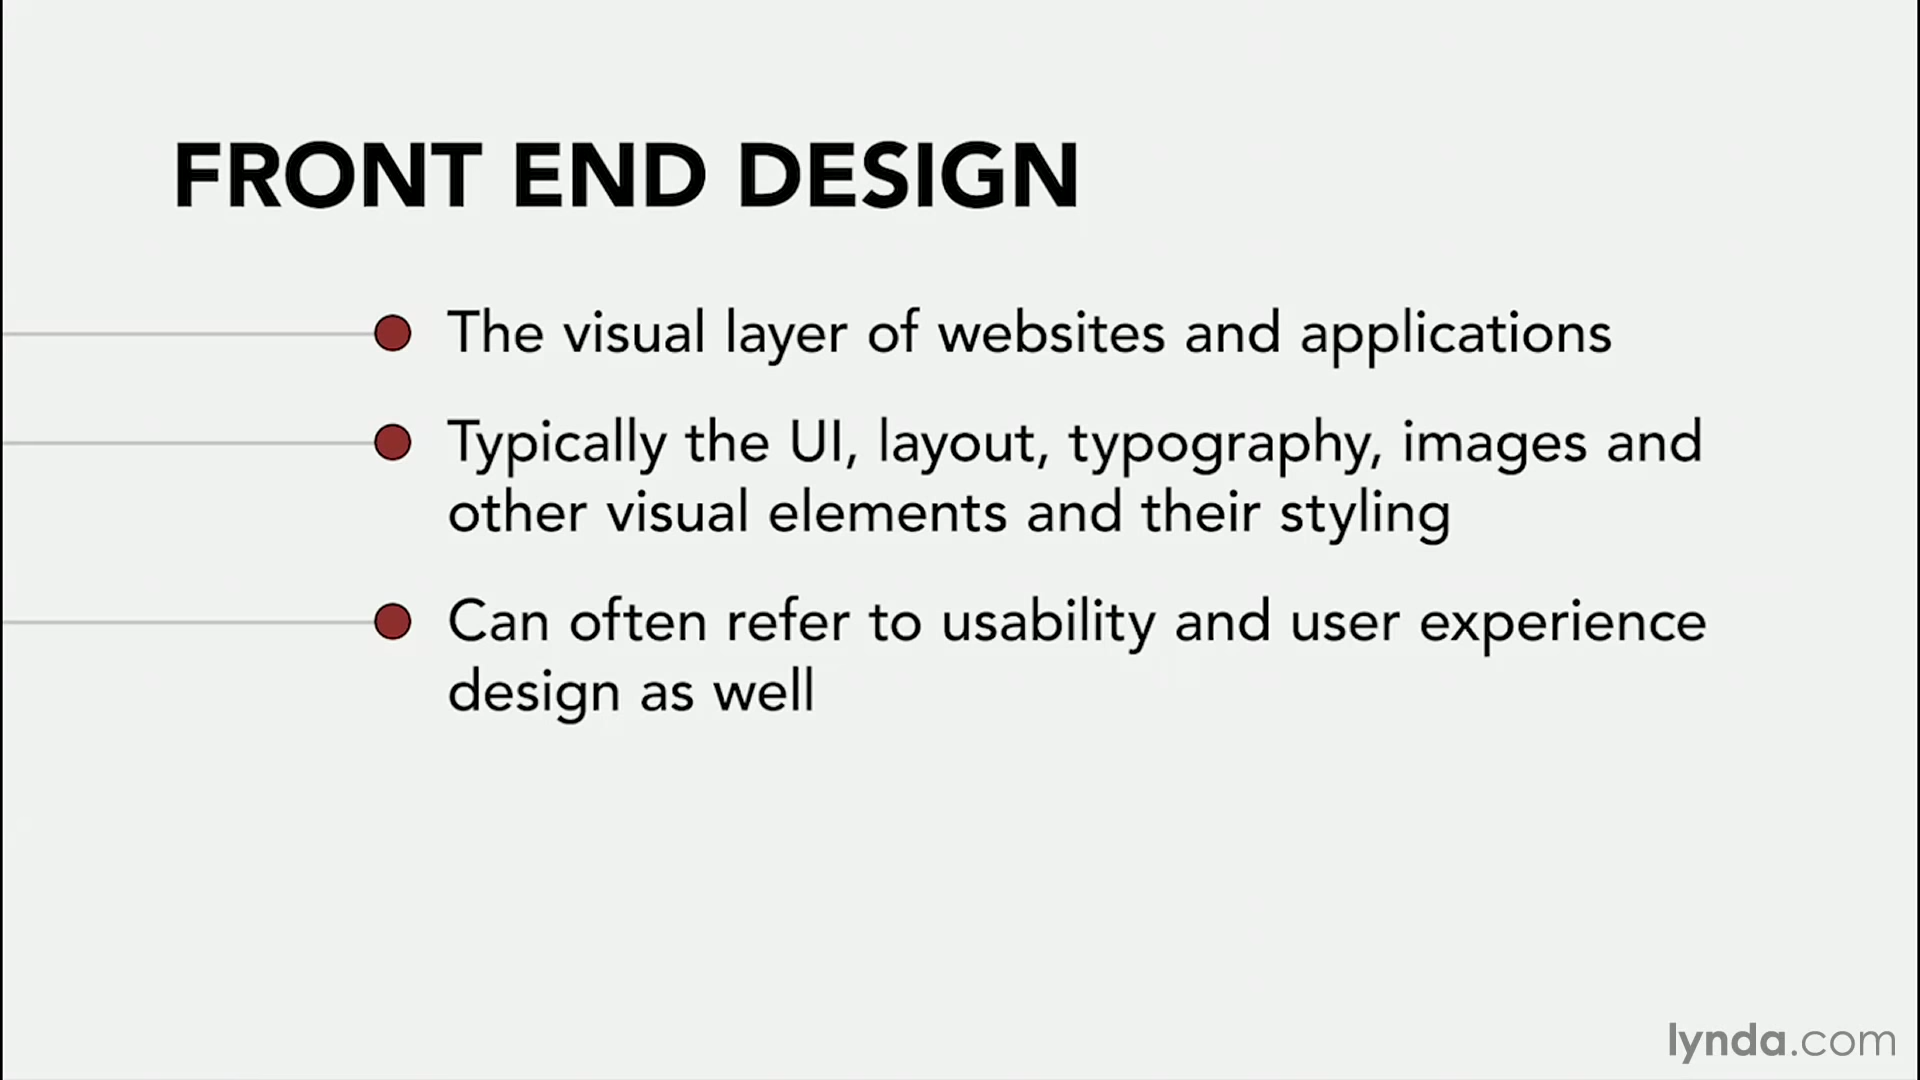 FRONT END DESIGN
The visual layer of websites and applications
Typically the UI, layout, typography, images and
other visual elements and their styling
Can often refer to usability and user experience
design as well
lynda.com